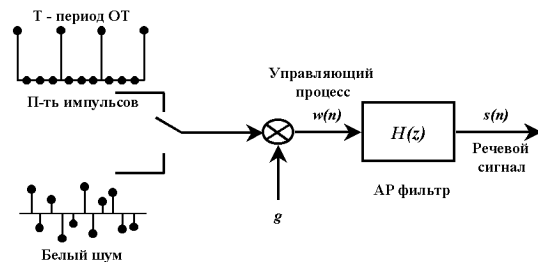 Т - период ОТ
П-ть импульсов
Белый шум
Управляющий
процесс
w(n)
g
H(z)
АР фильтр
s(n)
Речевой
сигнал